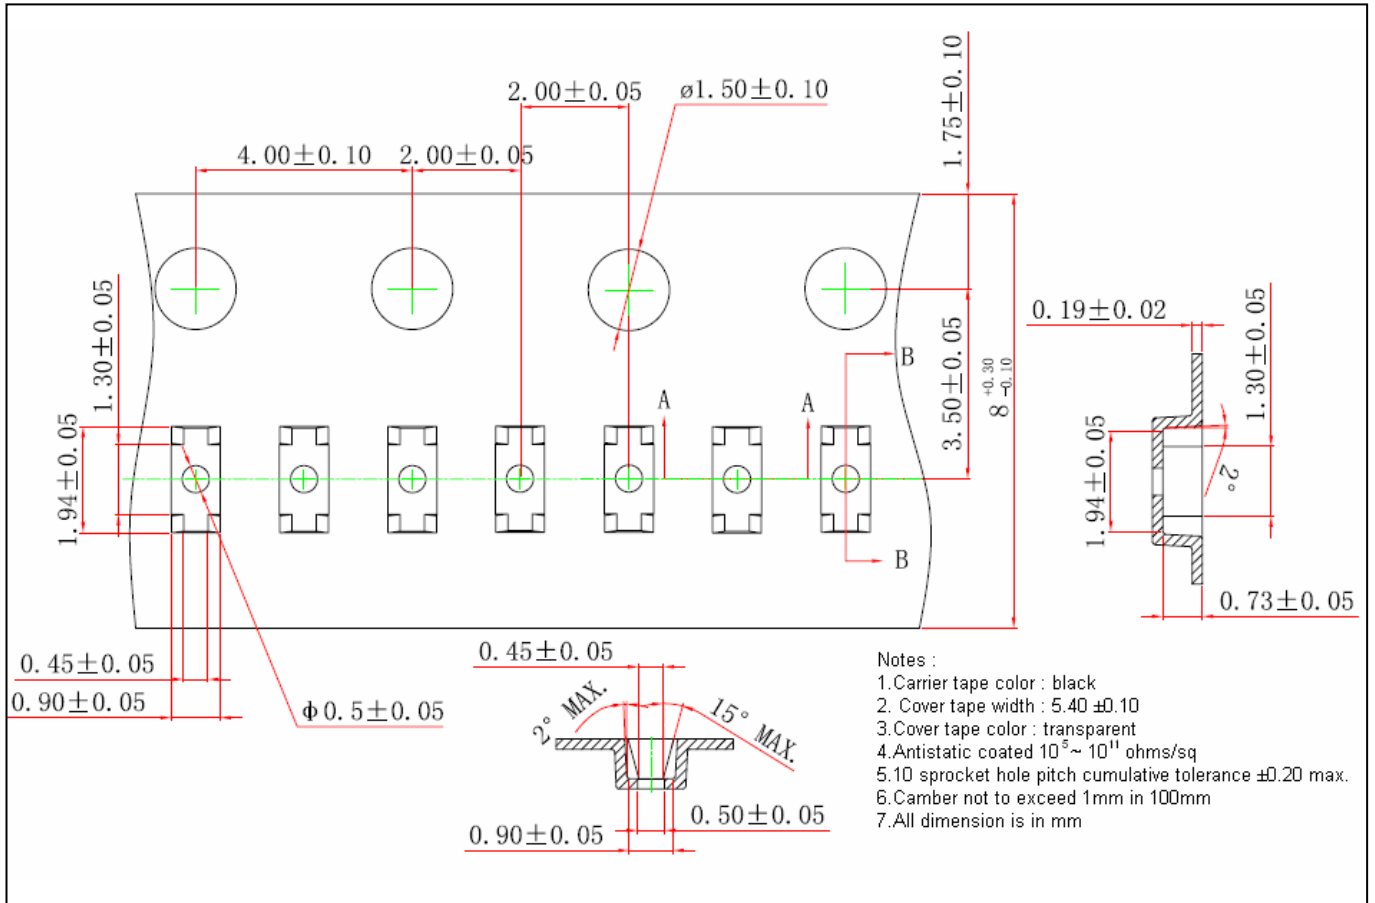 2.00±0.05
ø1.50±0.10
1.75±0.10
4.00±0.10
2.00±0.05
1.30±0.05
1.94±0.05
A
A
B
B
3.50±0.05
8 +0.30 -0.10
0.19±0.02
1.30±0.05
1.94±0.05
2°
0.73±0.05
0.45±0.05
0.90±0.05
ϕ0.5±0.05
0.45±0.05
2° MAX.
15° MAX.
0.50±0.05
0.90±0.05
Notes :
1.Carrier tape color : black
2. Cover tape width : 5.40 ±0.10
3.Cover tape color : transparent
4.Antistatic coated 10⁵~ 10¹¹ ohms/sq
5.10 sprocket hole pitch cumulative tolerance ±0.20 max.
6.Camber not to exceed 1mm in 100mm
7.All dimension is in mm